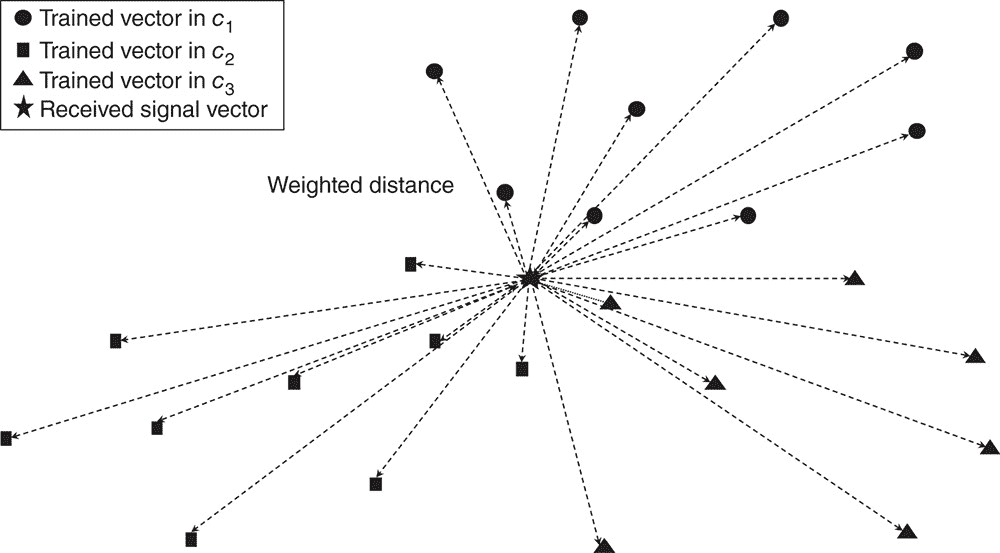 Trained vector in c1
Trained vector in c2
Trained vector in c3
Received signal vector
Weighted distance